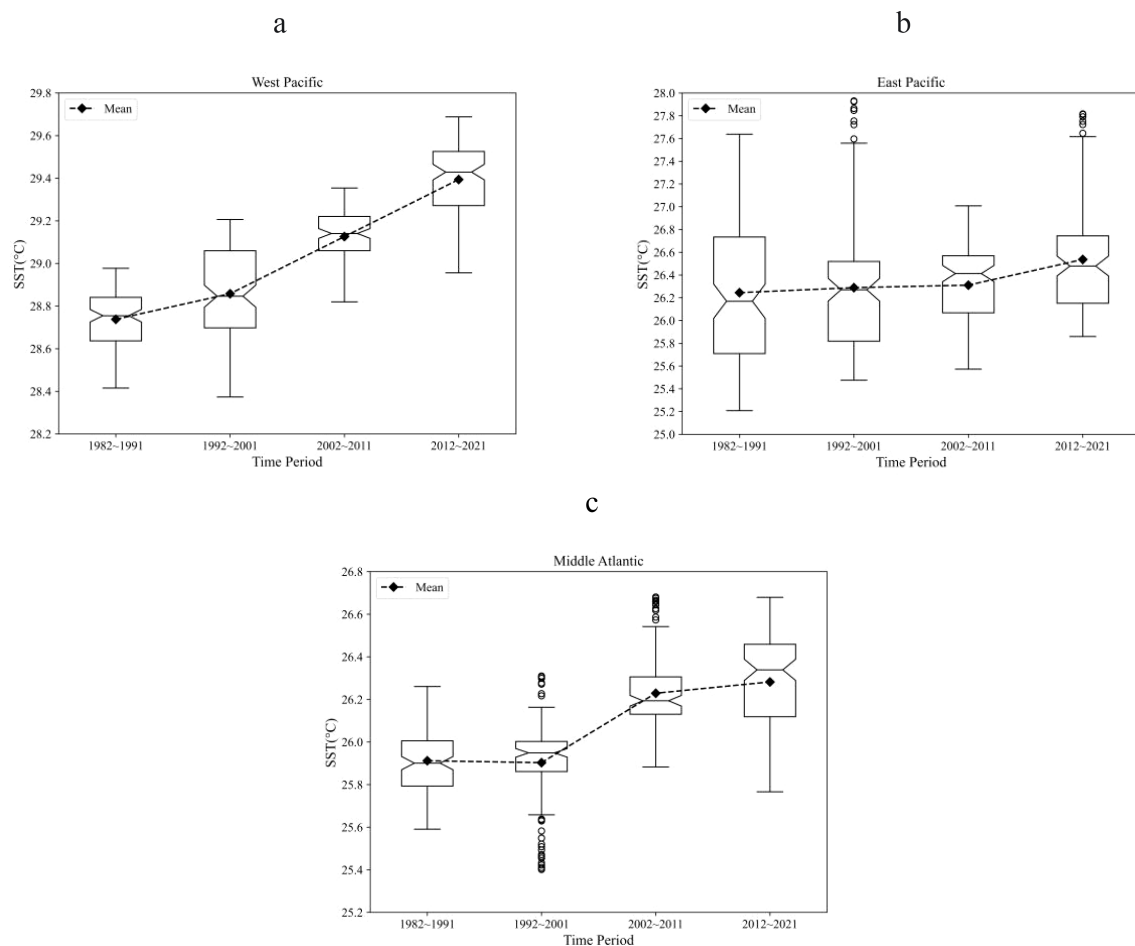 a
West Pacific
Mean
29.8
29.6
29.4
29.2
29.0
28.8
28.6
28.4
28.2
SST(°C)
1982~1991 1992~2001 2002~2011 2012~2021
Time Period
b
East Pacific
Mean
28.0
27.8
27.6
27.4
27.2
27.0
26.8
26.6
26.4
26.2
26.0
25.8
25.6
25.4
25.2
25.0
SST(°C)
1982~1991 1992~2001 2002~2011 2012~2021
Time Period
c
Middle Atlantic
Mean
26.8
26.6
26.4
26.2
26.0
25.8
25.6
25.4
25.2
SST(°C)
1982~1991 1992~2001 2002~2011 2012~2021
Time Period